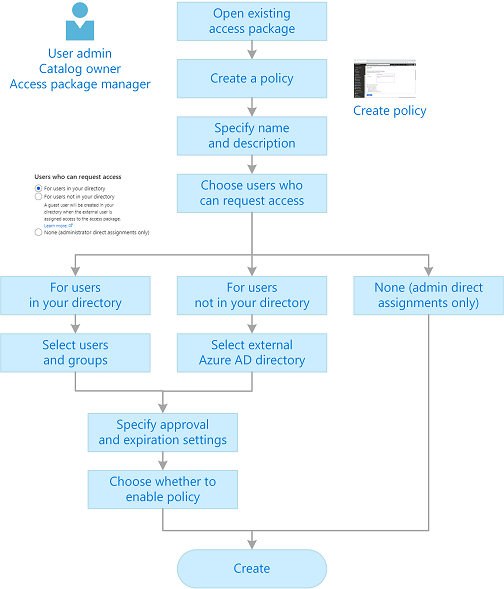 Open existing
access package
User admin
Catalog owner
Access package manager
Create a policy
Create policy
Specify name
and description
Choose users who
can request access
Users who can request access
For users in your directory
For users not in your directory
A guest user will be created in your
directory when the external user is
assigned access to the access package.
Learn more
None (administrator direct assignments only)
For users
in your directory
For users
not in your directory
None (admin direct
assignments only)
Select users
and groups
Select external
Azure AD directory
Specify approval
and expiration settings
Choose whether to
enable policy
Create